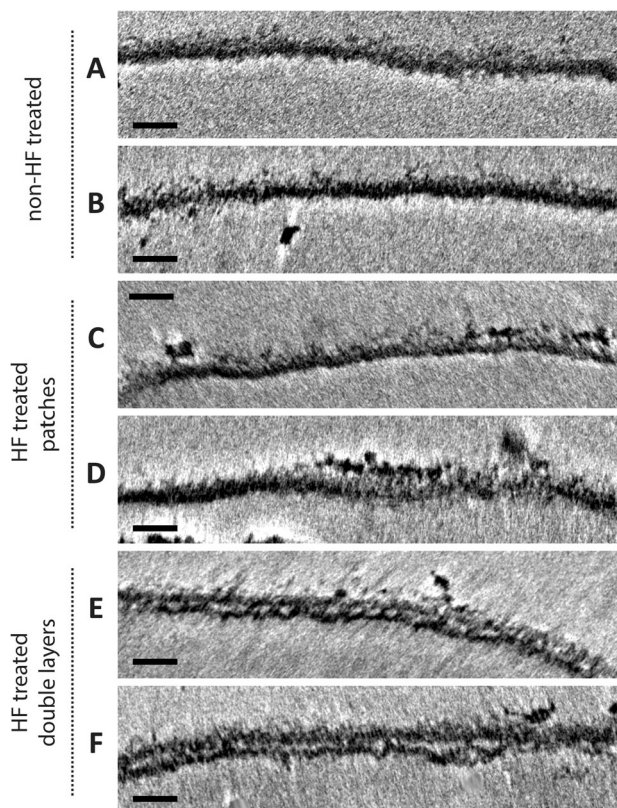 non-HF treated
A
B
HF treated
patches
C
D
HF treated
double layers
E
F